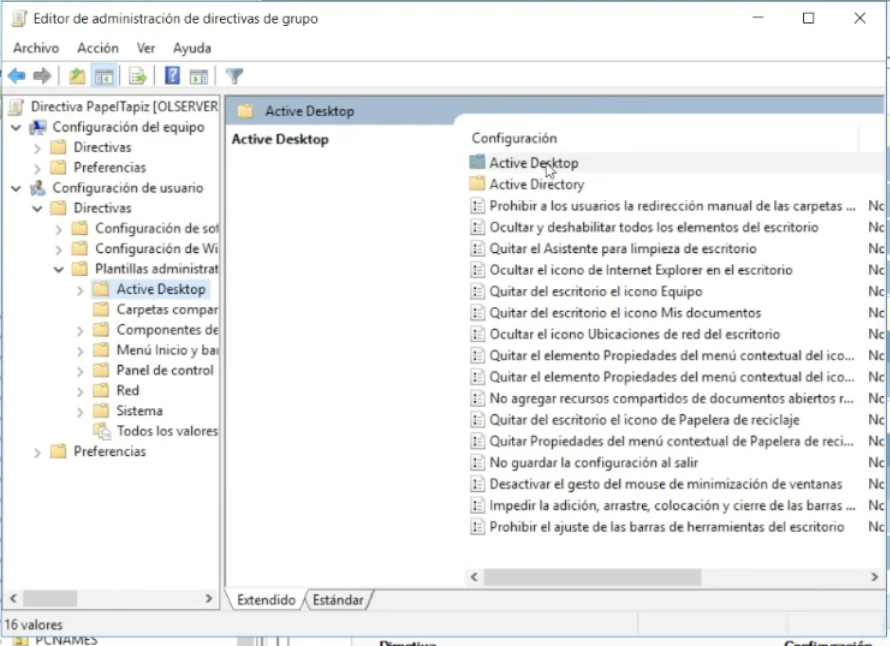 Editor de administración de directivas de grupo
Archivo Acción Ver Ayuda
Directiva PapelTapiz [OLSERVER
Configuración del equipo
Directivas
Preferencias
Configuración de usuario
Directivas
Configuración de sof
Configuración de Wi
Plantillas administrat
Active Desktop
Carpetas compar
Componentes de
Menú Inicio y ba
Panel de control
Red
Sistema
Todos los valores
Preferencias
Active Desktop
Active Desktop
Configuración
Active Desktop
Active Directory
Prohibir a los usuarios la redirección manual de las carpetas ... Nc
Ocultar y deshabilitar todos los elementos del escritorio Nc
Quitar el Asistente para limpieza de escritorio Nc
Ocultar el icono de Internet Explorer en el escritorio Nc
Quitar del escritorio el icono Equipo Nc
Quitar del escritorio el icono Mis documentos Nc
Ocultar el icono Ubicaciones de red del escritorio Nc
Quitar el elemento Propiedades del menú contextual del ico... Nc
Quitar el elemento Propiedades del menú contextual del ico... Nc
No agregar recursos compartidos de documentos abiertos r... Nc
Quitar del escritorio el icono de Papelera de reciclaje Nc
Quitar Propiedades del menú contextual de Papelera de reci... Nc
No guardar la configuración al salir Nc
Desactivar el gesto del mouse de minimización de ventanas Nc
Impedir la adición, arrastre, colocación y cierre de las barras ... Nc
Prohibir el ajuste de las barras de herramientas del escritorio Nc
Extendido Estándar
16 valores
PCNAMES Directiva Configuración